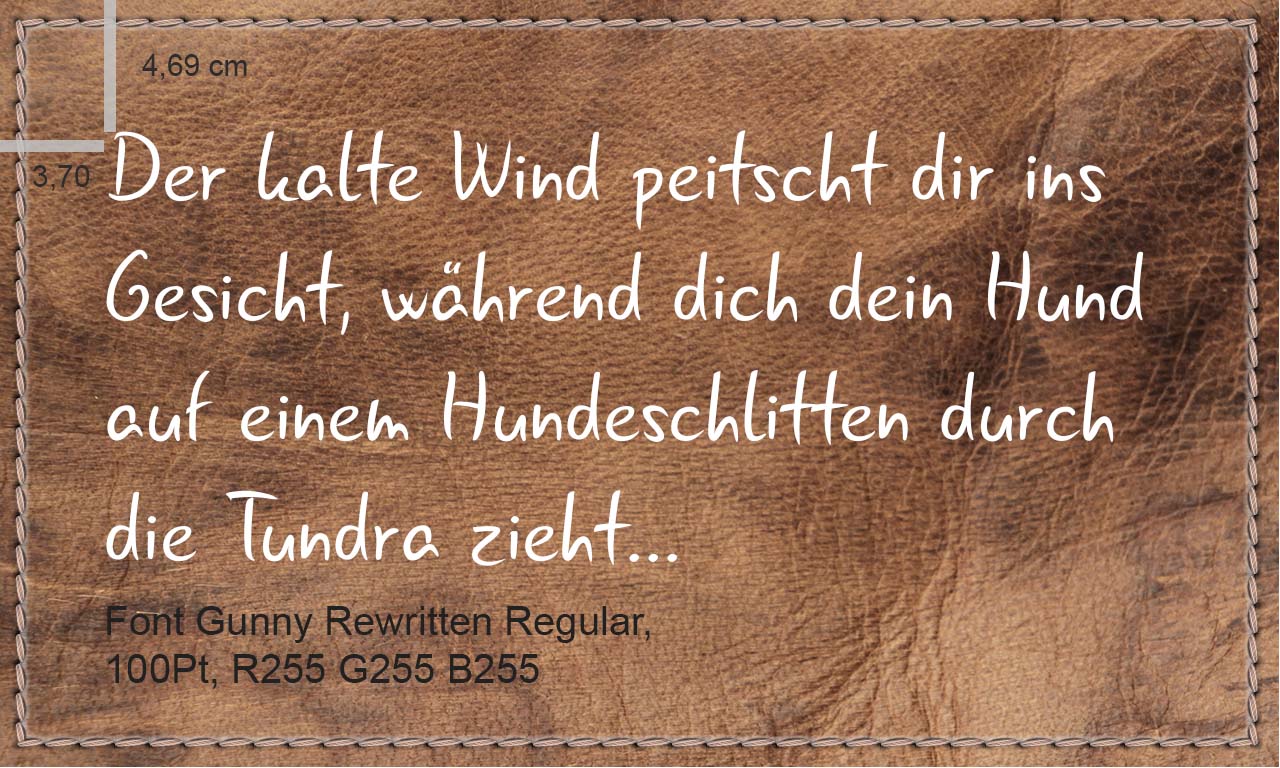 4,69 cm
3,70
Der kalte Wind peitscht dir ins
Gesicht, während dich dein Hund
auf einem Hundeschlitten durch
die Tundra zieht...
Font Gunny Rewritten Regular,
100Pt, R255 G255 B255